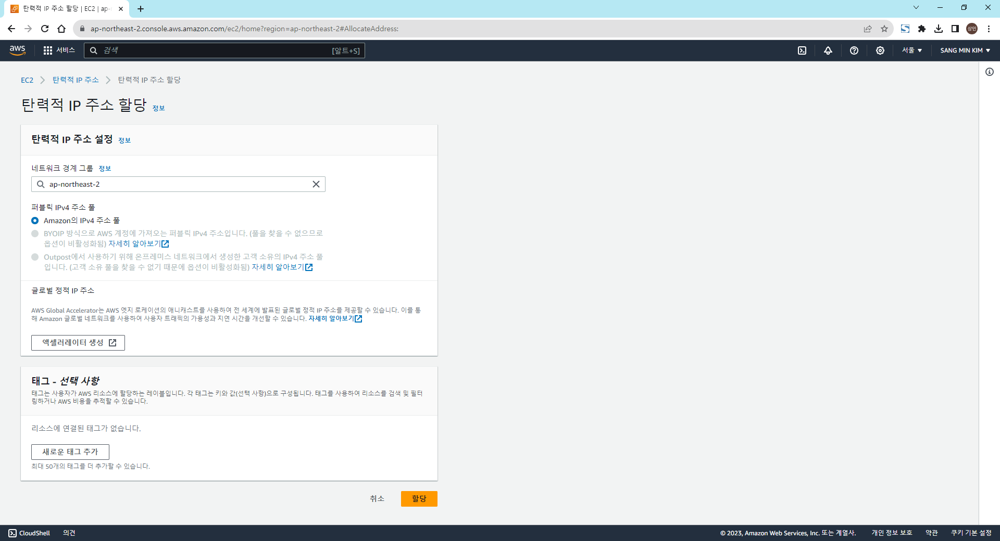 탄력적 IP 주소 할당 | EC2 | ap-
ap-northeast-2.console.aws.amazon.com/ec2/home?region=ap-northeast-2#AllocateAddress:
상민
aws
서비스
검색
[알트+S]
서울
SANG MIN KIM
EC2
탄력적 IP 주소
탄력적 IP 주소 할당
탄력적 IP 주소 할당 정보
탄력적 IP 주소 설정 정보
네트워크 경계 그룹 정보
ap-northeast-2
퍼블릭 IPv4 주소 풀
Amazon의 IPv4 주소 풀
BYOIP 방식으로 AWS 계정에 가져오는 퍼블릭 IPv4 주소입니다. (풀을 찾을 수 없으므로
옵션이 비활성화됨) 자세히 알아보기
Outpost에서 사용하기 위해 온프레미스 네트워크에서 생성한 고객 소유의 IPv4 주소 풀
입니다. (고객 소유 풀을 찾을 수 없기 때문에 옵션이 비활성화됨) 자세히 알아보기
글로벌 정적 IP 주소
AWS Global Accelerator는 AWS 엣지 로케이션의 애니캐스트를 사용하여 전 세계에 발표된 글로벌 정적 IP 주소를 제공할 수 있습니다. 이를 통
해 Amazon 글로벌 네트워크를 사용하여 사용자 트래픽의 가용성과 지연 시간을 개선할 수 있습니다. 자세히 알아보기
액셀러레이터 생성
태그 - 선택 사항
태그는 사용자가 AWS 리소스에 할당하는 레이블입니다. 각 태그는 키와 값(선택 사항)으로 구성됩니다. 태그를 사용하여 리소스를 검색 및 필터
링하거나 AWS 비용을 추적할 수 있습니다.
리소스에 연결된 태그가 없습니다.
새로운 태그 추가
최대 50개의 태그를 더 추가할 수 있습니다.
취소
할당
CloudShell
의견
© 2023, Amazon Web Services, Inc. 또는 계열사.
개인 정보 보호
약관
쿠키 기본 설정